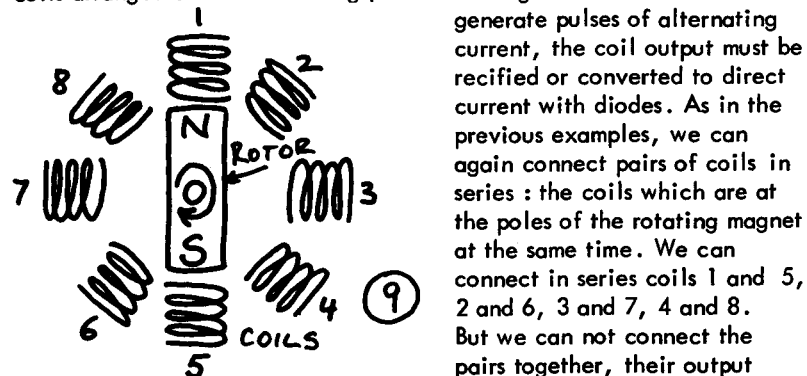 1
2
3
4
5
6
7
8
N
S
ROTOR
COILS
9
generate pulses of alternating
current, the coil output must be
recified or converted to direct
current with diodes. As in the
previous examples, we can
again connect pairs of coils in
series : the coils which are at
the poles of the rotating magnet
at the same time. We can
connect in series coils 1 and 5,
2 and 6, 3 and 7, 4 and 8.
But we can not connect the
pairs together, their output